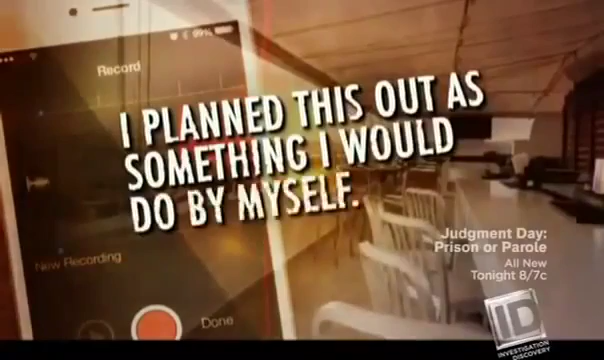 99%
Record
I PLANNED THIS OUT AS
SOMETHING I WOULD
DO BY MYSELF.
New Recording
Done
Judgment Day:
Prison or Parole
All New
Tonight 8/7c
ID
INVESTIGATION
DISCOVERY